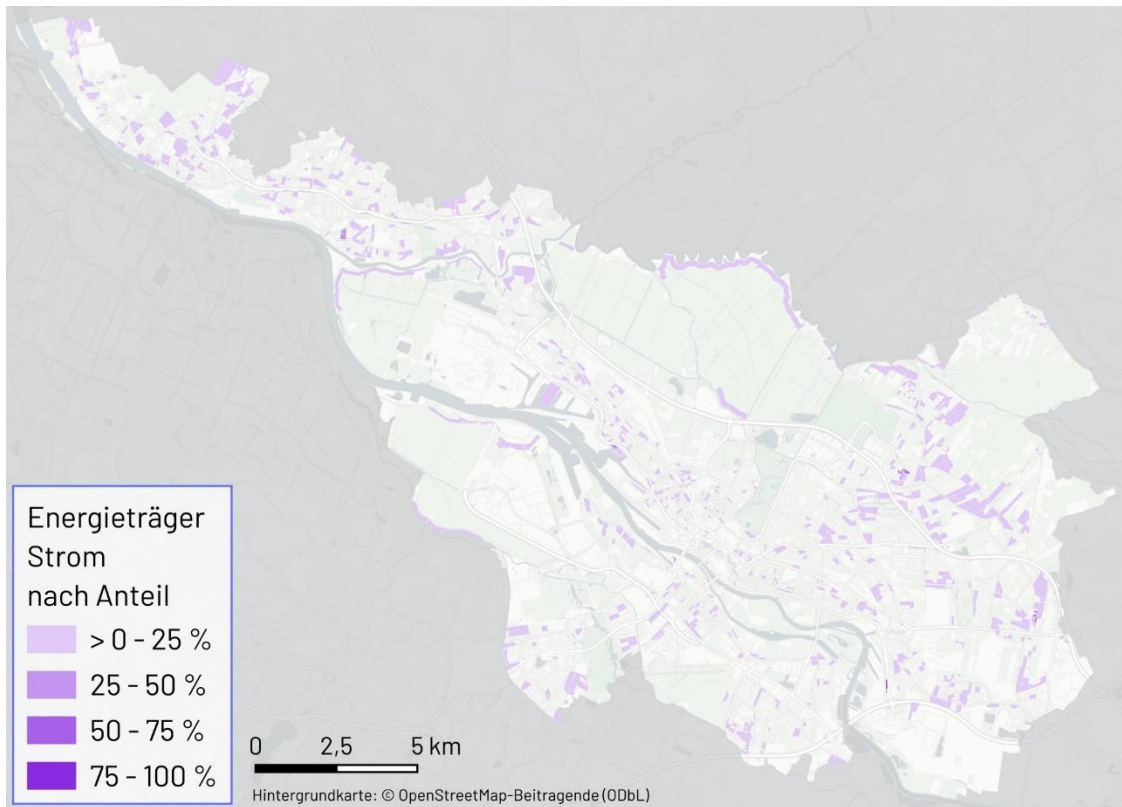 Energieträger
Strom
nach Anteil
> 0 - 25 %
25 - 50 %
50 - 75 %
75 - 100 %
0 2,5 5 km
Hintergrundkarte: © OpenStreetMap-Beitragende (ODbL)